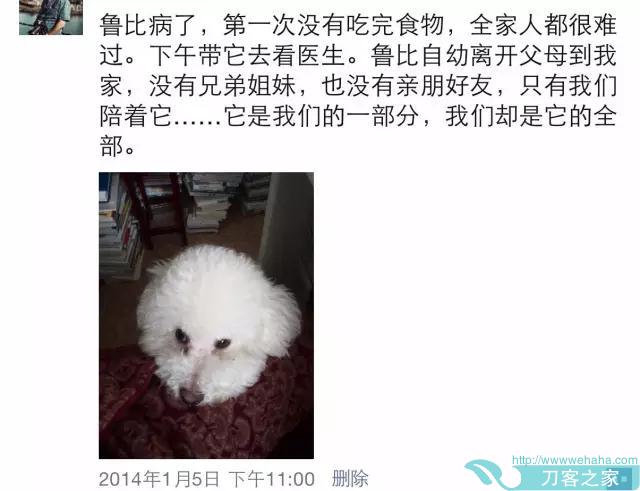 鲁比病了，第一次没有吃完食物，全家人都很难
过。下午带它去看医生。鲁比自幼离开父母到我
家，没有兄弟姐妹，也没有亲朋好友，只有我们
陪着它……它是我们的一部分，我们却是它的全
部。
2014年1月5日 下午11:00 删除
http://wwwwehaha.com
刀客之家